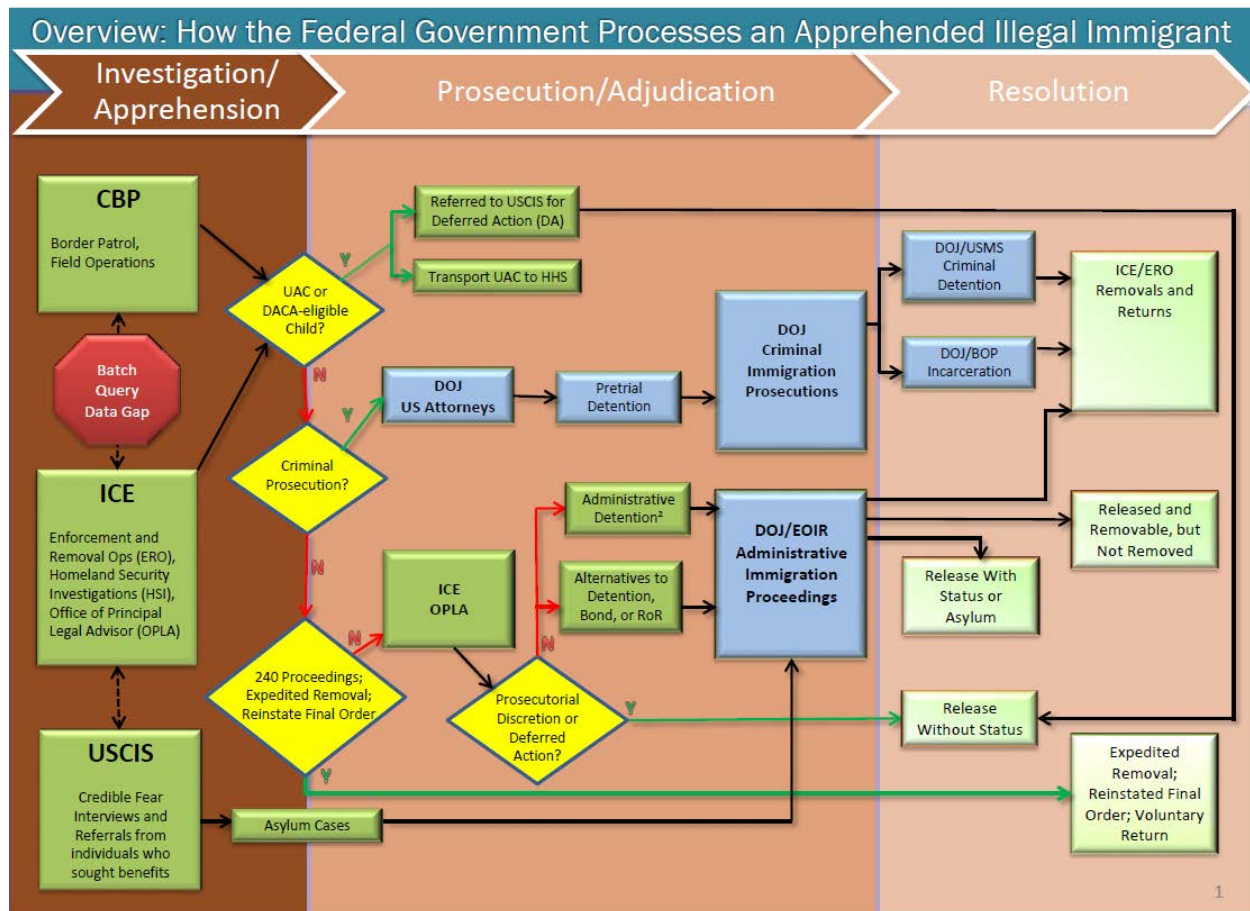 Overview: How the Federal Government Processes an Apprehended Illegal Immigrant
Investigation/
Apprehension
Prosecution/Adjudication
Resolution
CBP
Border Patrol,
Field Operations
Batch
Query
Data Gap
ICE
Enforcement and
Removal Ops (ERO),
Homeland Security
Investigations (HSI),
Office of Principal
Legal Advisor (OPLA)
USCIS
Credible Fear
Interviews and
Referrals from
individuals who
sought benefits
UAC or
DACA-eligible
Child?
Y
N
Referred to USCIS for
Deferred Action (DA)
Transport UAC to HHS
Criminal
Prosecution?
Y
N
DOJ
US Attorneys
Pretrial
Detention
DOJ
Criminal
Immigration
Prosecutions
240 Proceedings;
Expedited Removal;
Reinstate Final Order
N
Y
ICE
OPLA
Prosecutorial
Discretion or
Deferred
Action?
N
Y
Administrative
Detention²
Alternatives to
Detention,
Bond, or RoR
DOJ/EOIR
Administrative
Immigration
Proceedings
Asylum Cases
DOJ/USMS
Criminal
Detention
DOJ/BOP
Incarceration
ICE/ERO
Removals and
Returns
Released and
Removable, but
Not Removed
Release With
Status or
Asylum
Release
Without Status
Expedited
Removal;
Reinstated Final
Order; Voluntary
Return
1